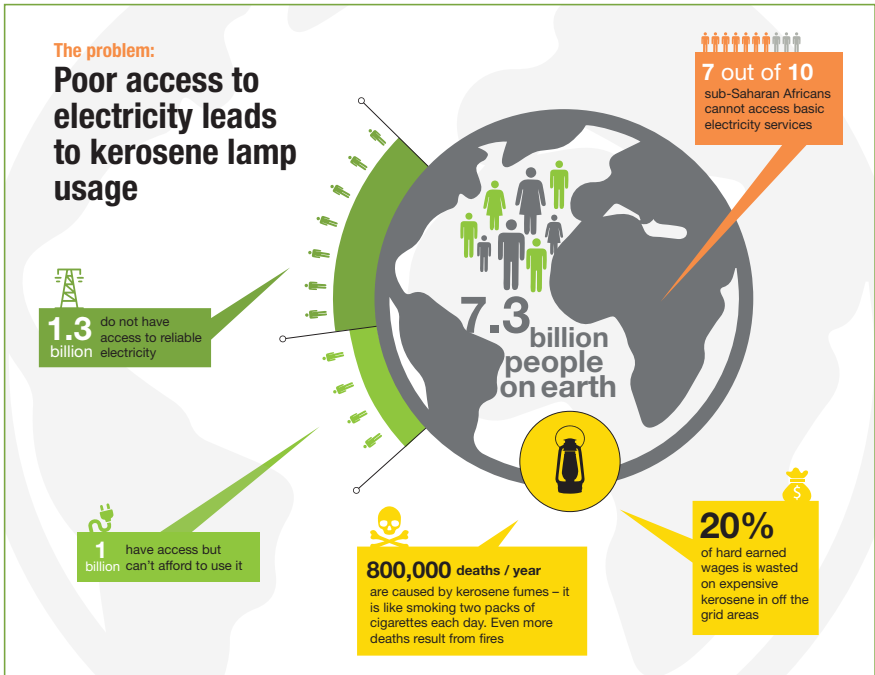 The problem:
Poor access to
electricity leads
to kerosene lamp
usage
7 out of 10
sub-Saharan Africans
cannot access basic
electricity services
1.3
billion
do not have
access to reliable
electricity
7.3
billion
people
on earth
1
billion
have access but
can't afford to use it
$
800,000 deaths / year
are caused by kerosene fumes – it
is like smoking two packs of
cigarettes each day. Even more
deaths result from fires
20%
of hard earned
wages is wasted
on expensive
kerosene in off the
grid areas